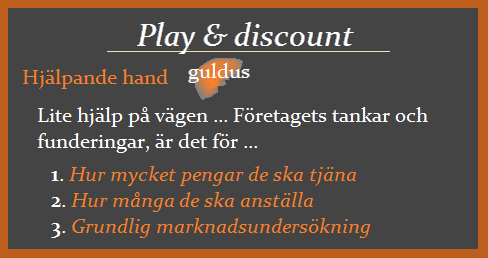 Play & discount
Hjälpande hand guldus
Lite hjälp på vägen ... Företagets tankar och
funderingar, är det för ...
1. Hur mycket pengar de ska tjäna
2. Hur många de ska anställa
3. Grundlig marknadsundersökning